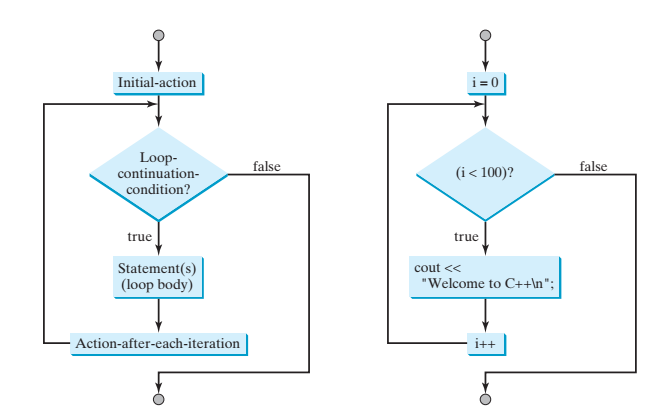 Initial-action
Loop-
continuation-
condition?
false
true
Statement(s)
(loop body)
Action-after-each-iteration
i = 0
(i < 100)?
false
true
cout <<
"Welcome to C++\n";
i++